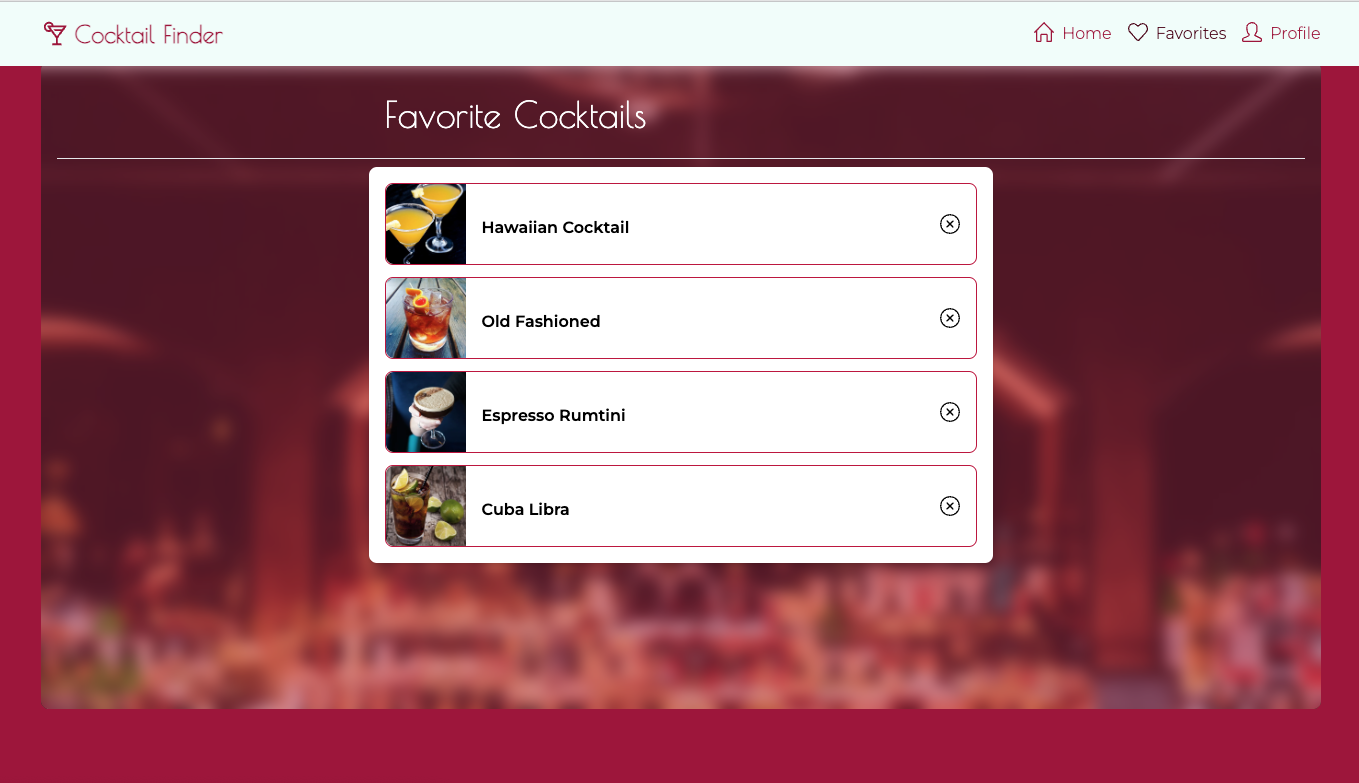 Cocktail Finder
Home Favorites Profile
Favorite Cocktails
Hawaiian Cocktail
Old Fashioned
Espresso Rumtini
Cuba Libra